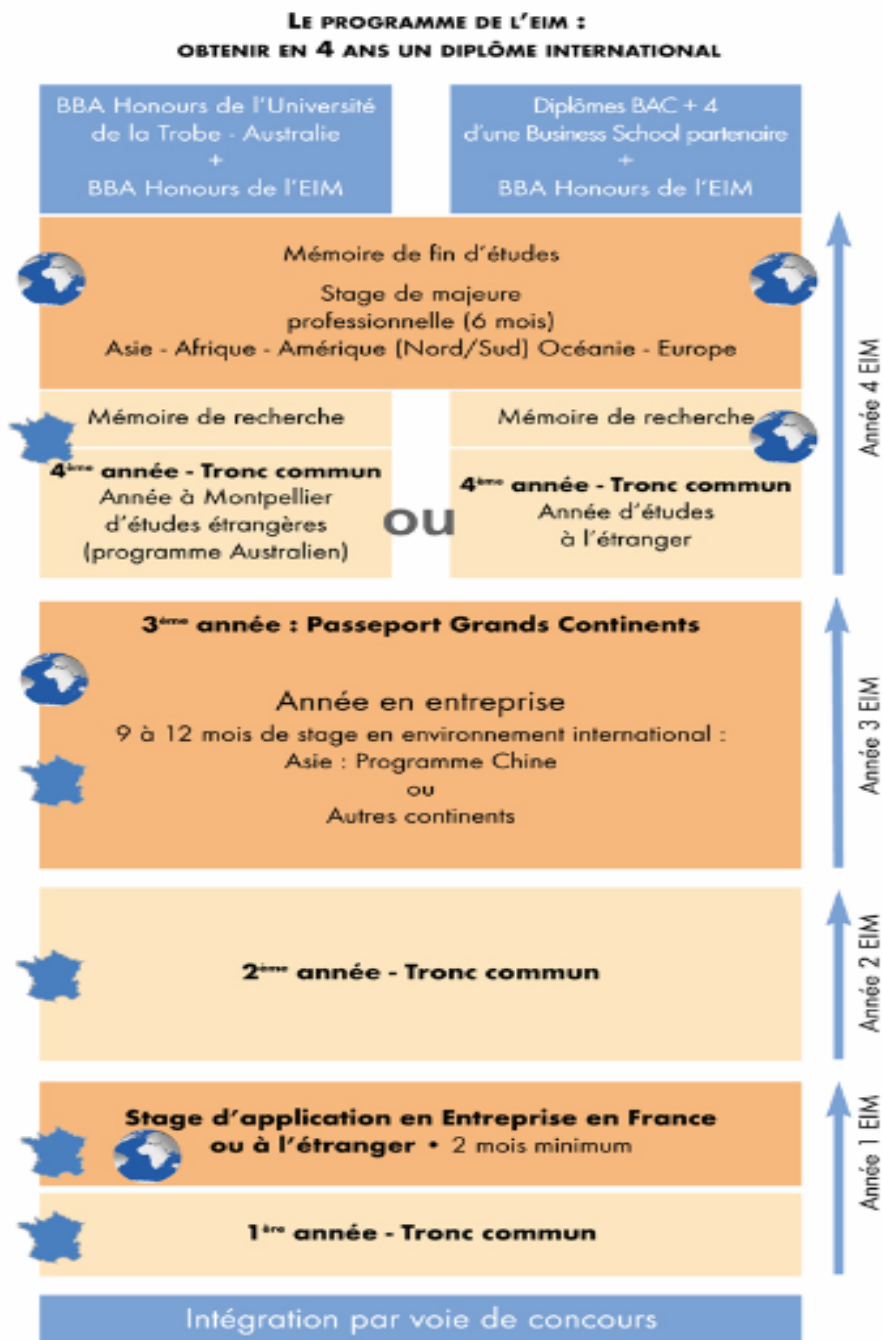 Le programme de l'EIM :
obtenir en 4 ans un diplôme international
BBA Honours de l'Université
de la Trobe - Australie
+
BBA Honours de l'EIM
Diplômes BAC + 4
d'une Business School partenaire
+
BBA Honours de l'EIM
Mémoire de fin d'études
Stage de majeure
professionnelle (6 mois)
Asie - Afrique - Amérique (Nord/Sud) Océanie - Europe
Mémoire de recherche
4ème année - Tronc commun
Année à Montpellier
d'études étrangères
(programme Australien)
ou
Mémoire de recherche
4ème année - Tronc commun
Année d'études
à l'étranger
Année 4 EIM
3ème année : Passeport Grands Continents
Année en entreprise
9 à 12 mois de stage en environnement international :
Asie : Programme Chine
ou
Autres continents
Année 3 EIM
2ème année - Tronc commun
Année 2 EIM
Stage d'application en Entreprise en France
ou à l'étranger • 2 mois minimum
1ère année - Tronc commun
Année 1 EIM
Intégration par voie de concours